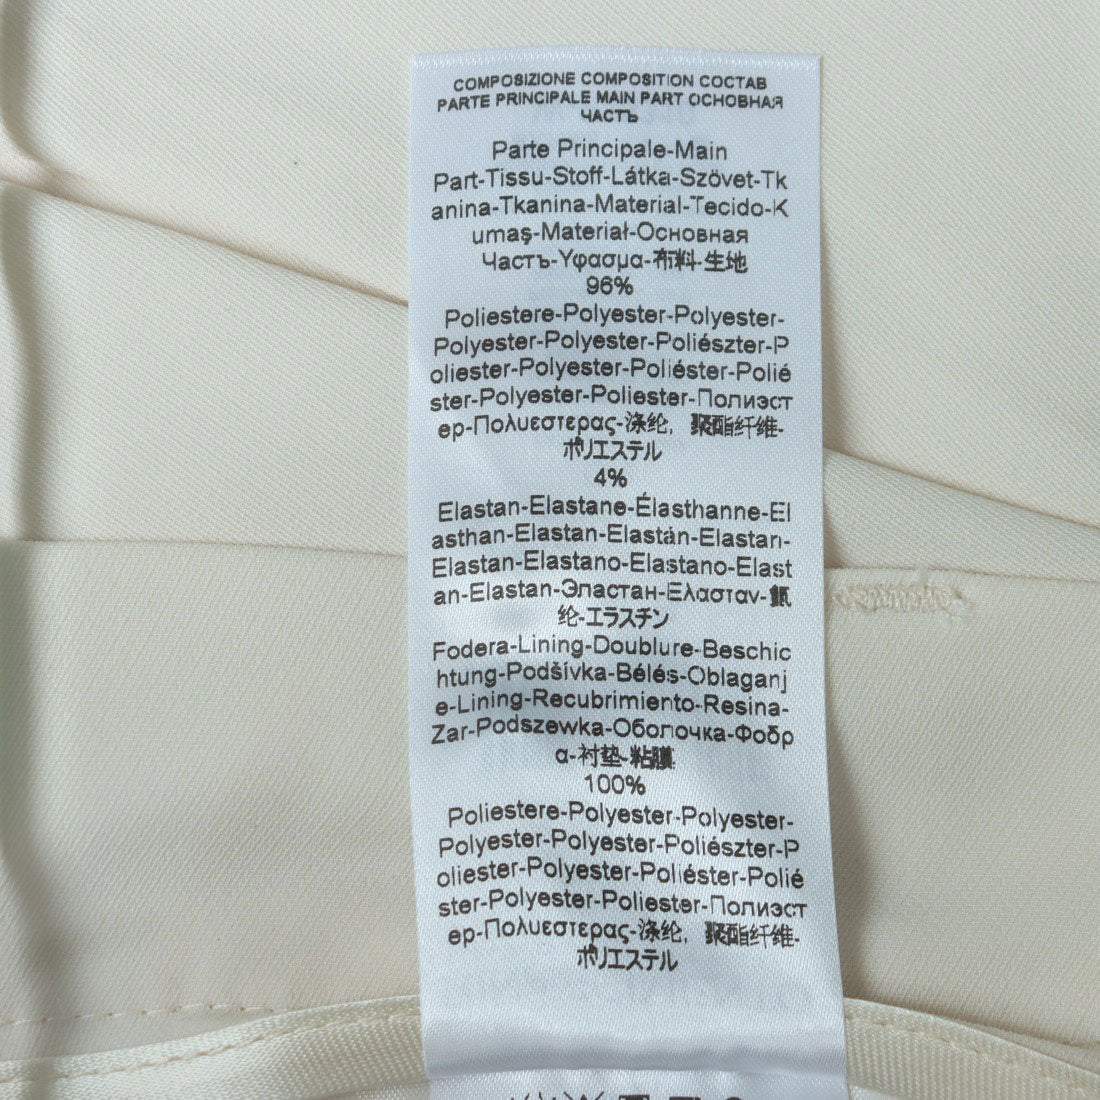 COMPOSIZIONE COMPOSITION СОСТАВ
PARTE PRINCIPALE MAIN PART ОСНОВНАЯ
ЧАСТЬ
Parte Principale-Main
Part-Tissu-Stoff-Látka-Szövet-Tk
anina-Tkanina-Material-Tecido-K
umaş-Materiał-Основная
Часть-Υφασμα-布料-生地
96%
Poliestere-Polyester-Polyester-
Polyester-Polyester-Poliészter-P
oliester-Polyester-Poliéster-Polié
ster-Polyester-Poliester-Полиэст
ер-Πολυεστερας-涤纶，聚酯纤维-
ポリエステル
4%
Elastan-Elastane-Élasthanne-El
asthan-Elastan-Elastán-Elastan-
Elastan-Elastano-Elastano-Elast
an-Elastan-Эластан-Ελασταν-氨
纶-エラスチン
Fodera-Lining-Doublure-Beschic
htung-Podšívka-Bélés-Oblaganj
e-Lining-Recubrimiento-Resina-
Zar-Podszewka-Оболочка-Φοδρ
α-衬垫-粘膜
100%
Poliestere-Polyester-Polyester-
Polyester-Polyester-Poliészter-P
oliester-Polyester-Poliéster-Polié
ster-Polyester-Poliester-Полиэст
ер-Πολυεστερας-涤纶，聚酯纤维-
ポリエステル